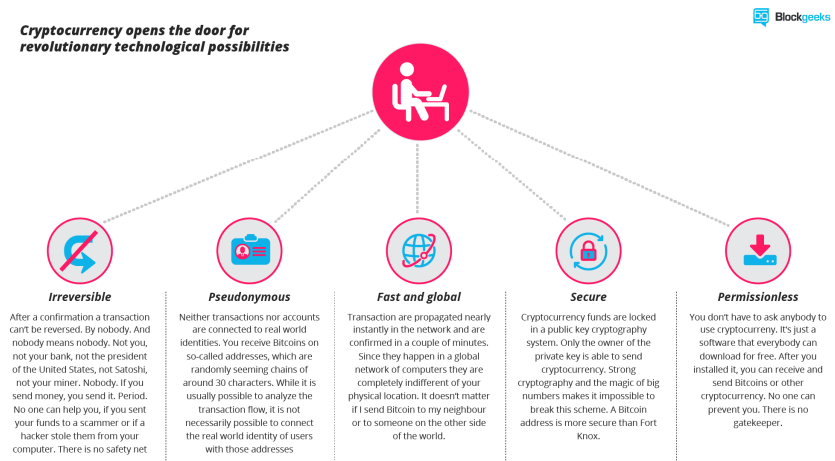 Cryptocurrency opens the door for
revolutionary technological possibilities
Blockgeeks
Irreversible
After a confirmation a transaction
can't be reversed. By nobody. And
nobody means nobody. Not you,
not your bank, not the president
of the United States, not Satoshi,
not your miner. Nobody. If you
send money, you send it. Period.
No one can help you, if you sent
your funds to a scammer or if a
hacker stole them from your
computer. There is no safety net
Pseudonymous
Neither transactions nor accounts
are connected to real world
identities. You receive Bitcoins on
so-called addresses, which are
randomly seeming chains of
around 30 characters. While it is
usually possible to analyze the
transaction flow, it is not
necessarily possible to connect
the real world identity of users
with those addresses
Fast and global
Transaction are propagated nearly
instantly in the network and are
confirmed in a couple of minutes.
Since they happen in a global
network of computers they are
completely indifferent of your
physical location. It doesn't matter
if I send Bitcoin to my neighbour
or to someone on the other side
of the world.
Secure
Cryptocurrency funds are locked
in a public key cryptography
system. Only the owner of the
private key is able to send
cryptocurrency. Strong
cryptography and the magic of big
numbers makes it impossible to
break this scheme. A Bitcoin
address is more secure than Fort
Knox.
Permissionless
You don't have to ask anybody to
use cryptocurreny. It's just a
software that everybody can
download for free. After you
installed it, you can receive and
send Bitcoins or other
cryptocurrency. No one can
prevent you. There is no
gatekeeper.